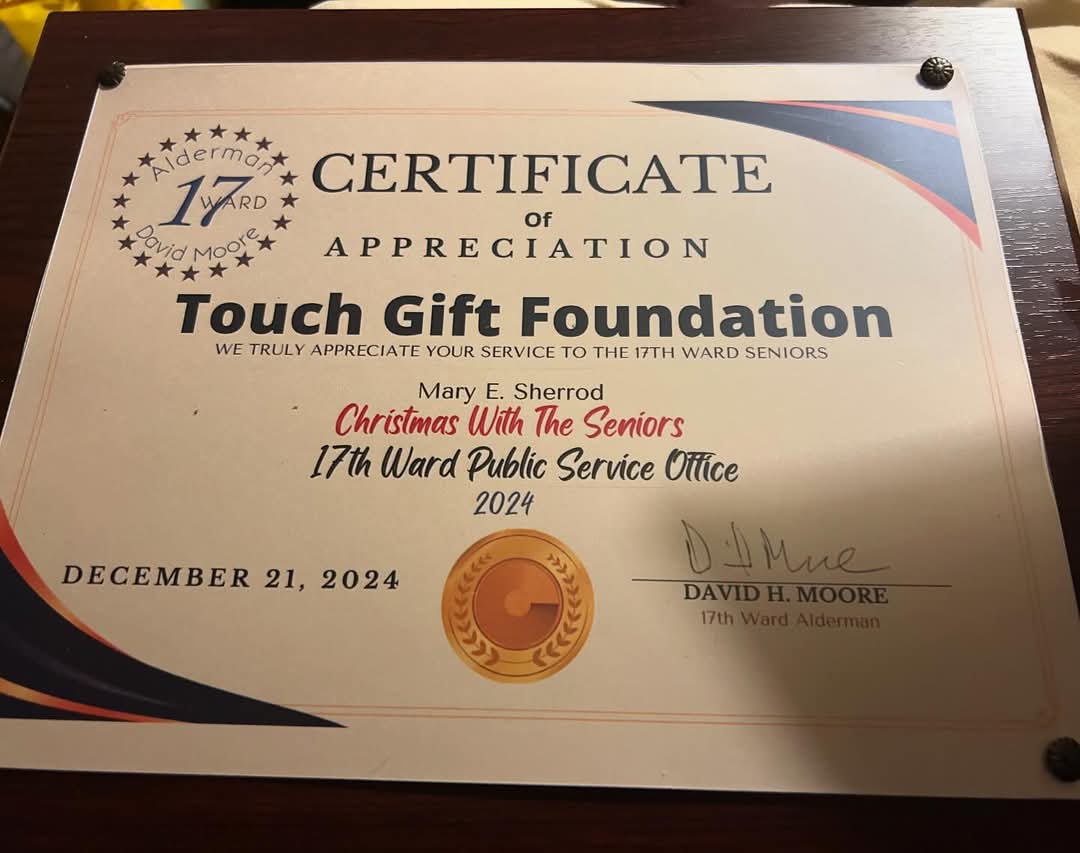 Alderman
17 WARD
David Moore
CERTIFICATE
Of
APPRECIATION
Touch Gift Foundation
WE TRULY APPRECIATE YOUR SERVICE TO THE 17TH WARD SENIORS
Mary E. Sherrod
Christmas With The Seniors
17th Ward Public Service Office
2024
DECEMBER 21, 2024
DAVID H. MOORE
17th Ward Alderman